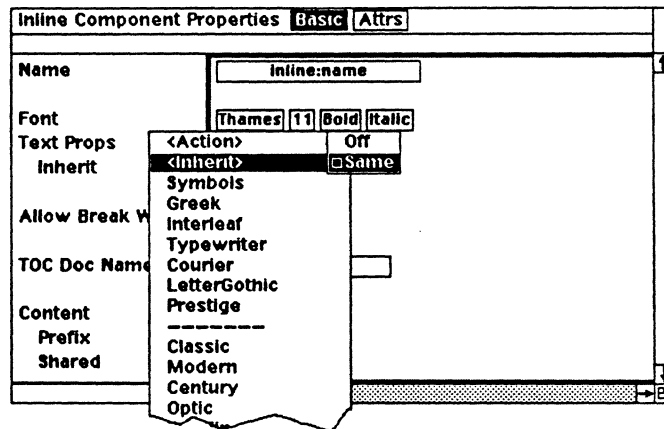 Inline Component Properties Basic Attrs
Name inline:name
Font Thames 11 Bold Italic
Text Props <Action> Off
Inherit <Inherit> Same
Symbols
Greek
Allow Break W Interleaf
Typewriter
TOC Doc Name Courier
LetterGothic
Content Prestige
Prefix -------
Shared Classic
Modern
Century
Optic